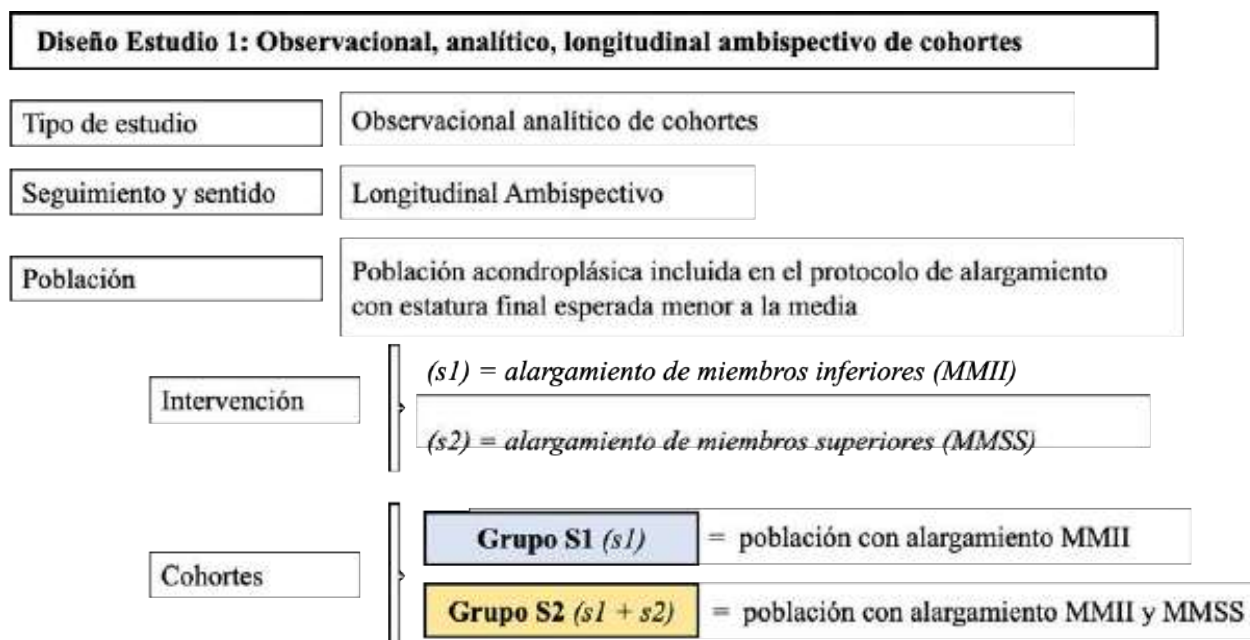 Diseño Estudio 1: Observacional, analítico, longitudinal ambispectivo de cohortes
Tipo de estudio
Observacional analítico de cohortes
Seguimiento y sentido
Longitudinal Ambispectivo
Población
Población acondroplásica incluida en el protocolo de alargamiento
con estatura final esperada menor a la media
Intervención
(s1) = alargamiento de miembros inferiores (MMII)
(s2) = alargamiento de miembros superiores (MMSS)
Cohortes
Grupo S1 (s1) = población con alargamiento MMII
Grupo S2 (s1 + s2) = población con alargamiento MMII y MMSS